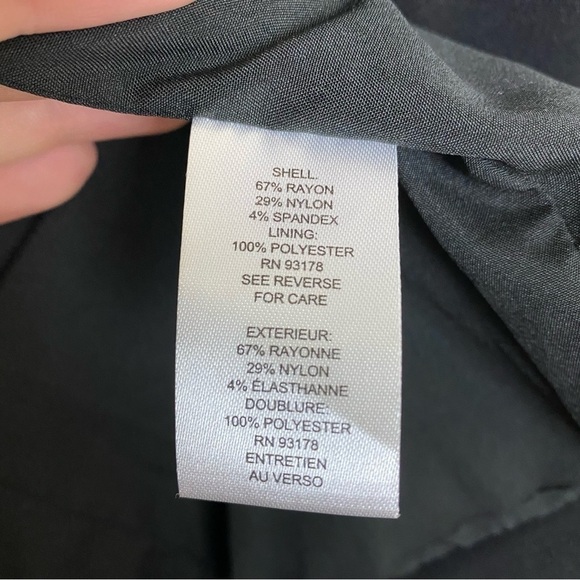 SHELL:
67% RAYON
29% NYLON
4% SPANDEX
LINING:
100% POLYESTER
RN 93178
SEE REVERSE
FOR CARE
EXTERIEUR:
67% RAYONNE
29% NYLON
4% ÉLASTHANNE
DOUBLURE:
100% POLYESTER
RN 93178
ENTRETIEN
AU VERSO